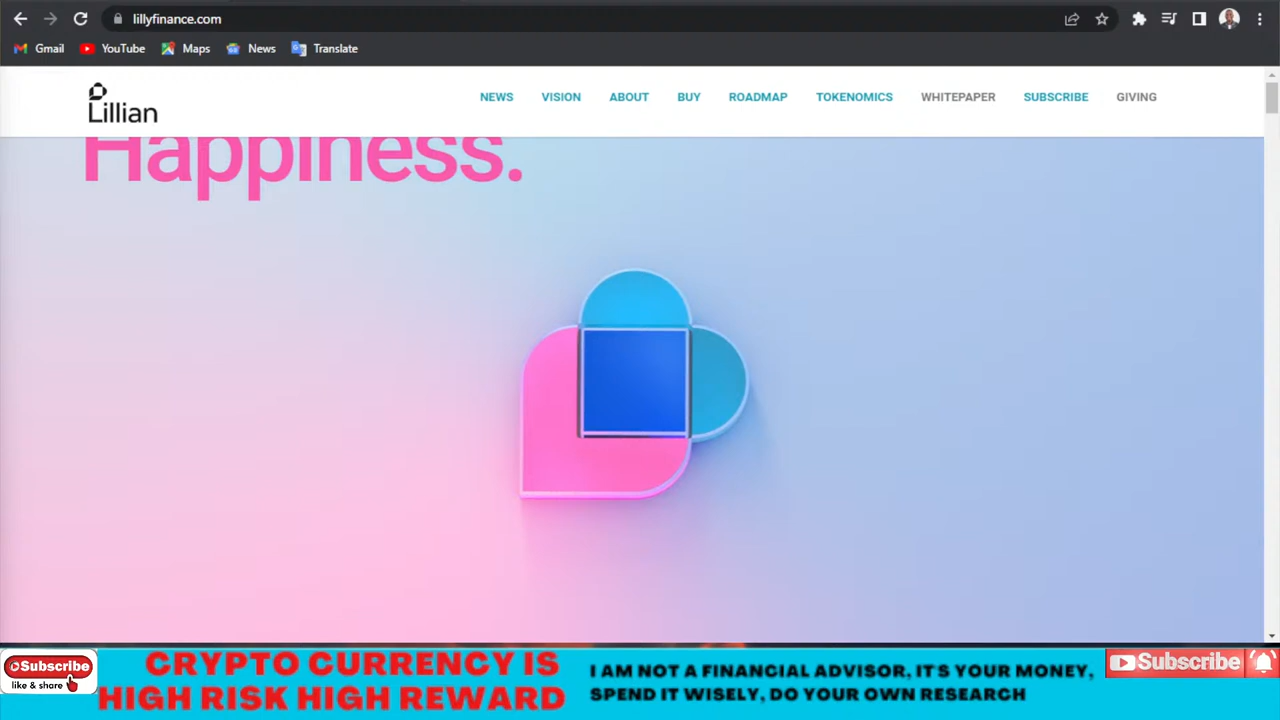 lillyfinance.com
Gmail YouTube Maps News Translate
Lillian
NEWS VISION ABOUT BUY ROADMAP TOKENOMICS WHITEPAPER SUBSCRIBE GIVING
Happiness.
Subscribe
like & share
CRYPTO CURRENCY IS
HIGH RISK HIGH REWARD
I AM NOT A FINANCIAL ADVISOR, IT'S YOUR MONEY,
SPEND IT WISELY, DO YOUR OWN RESEARCH
Subscribe